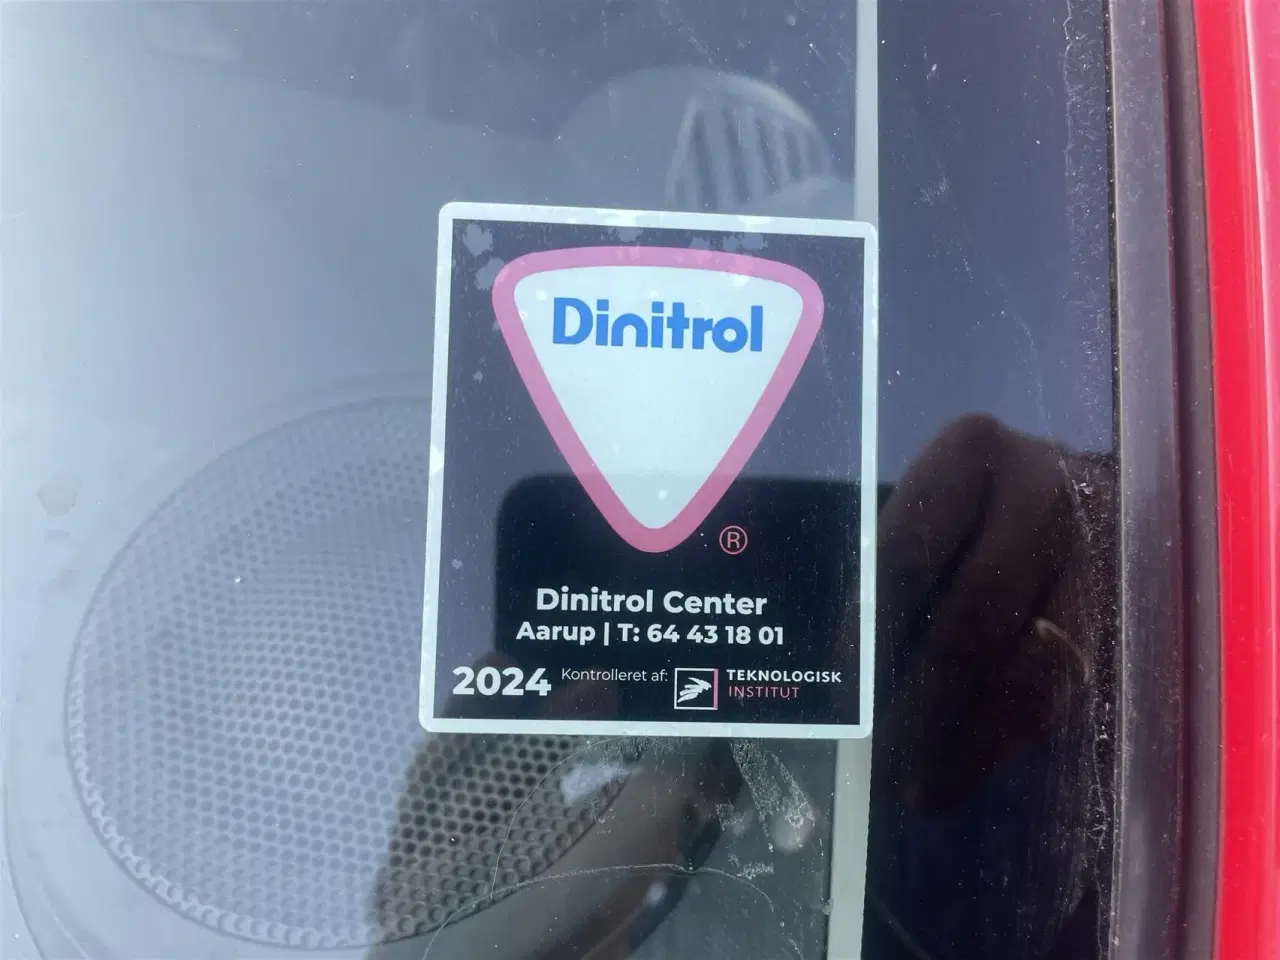 Dinitrol
®
Dinitrol Center
Aarup | T: 64 43 18 01
2024 Kontrolleret af: TEKNOLOGISK
INSTITUT